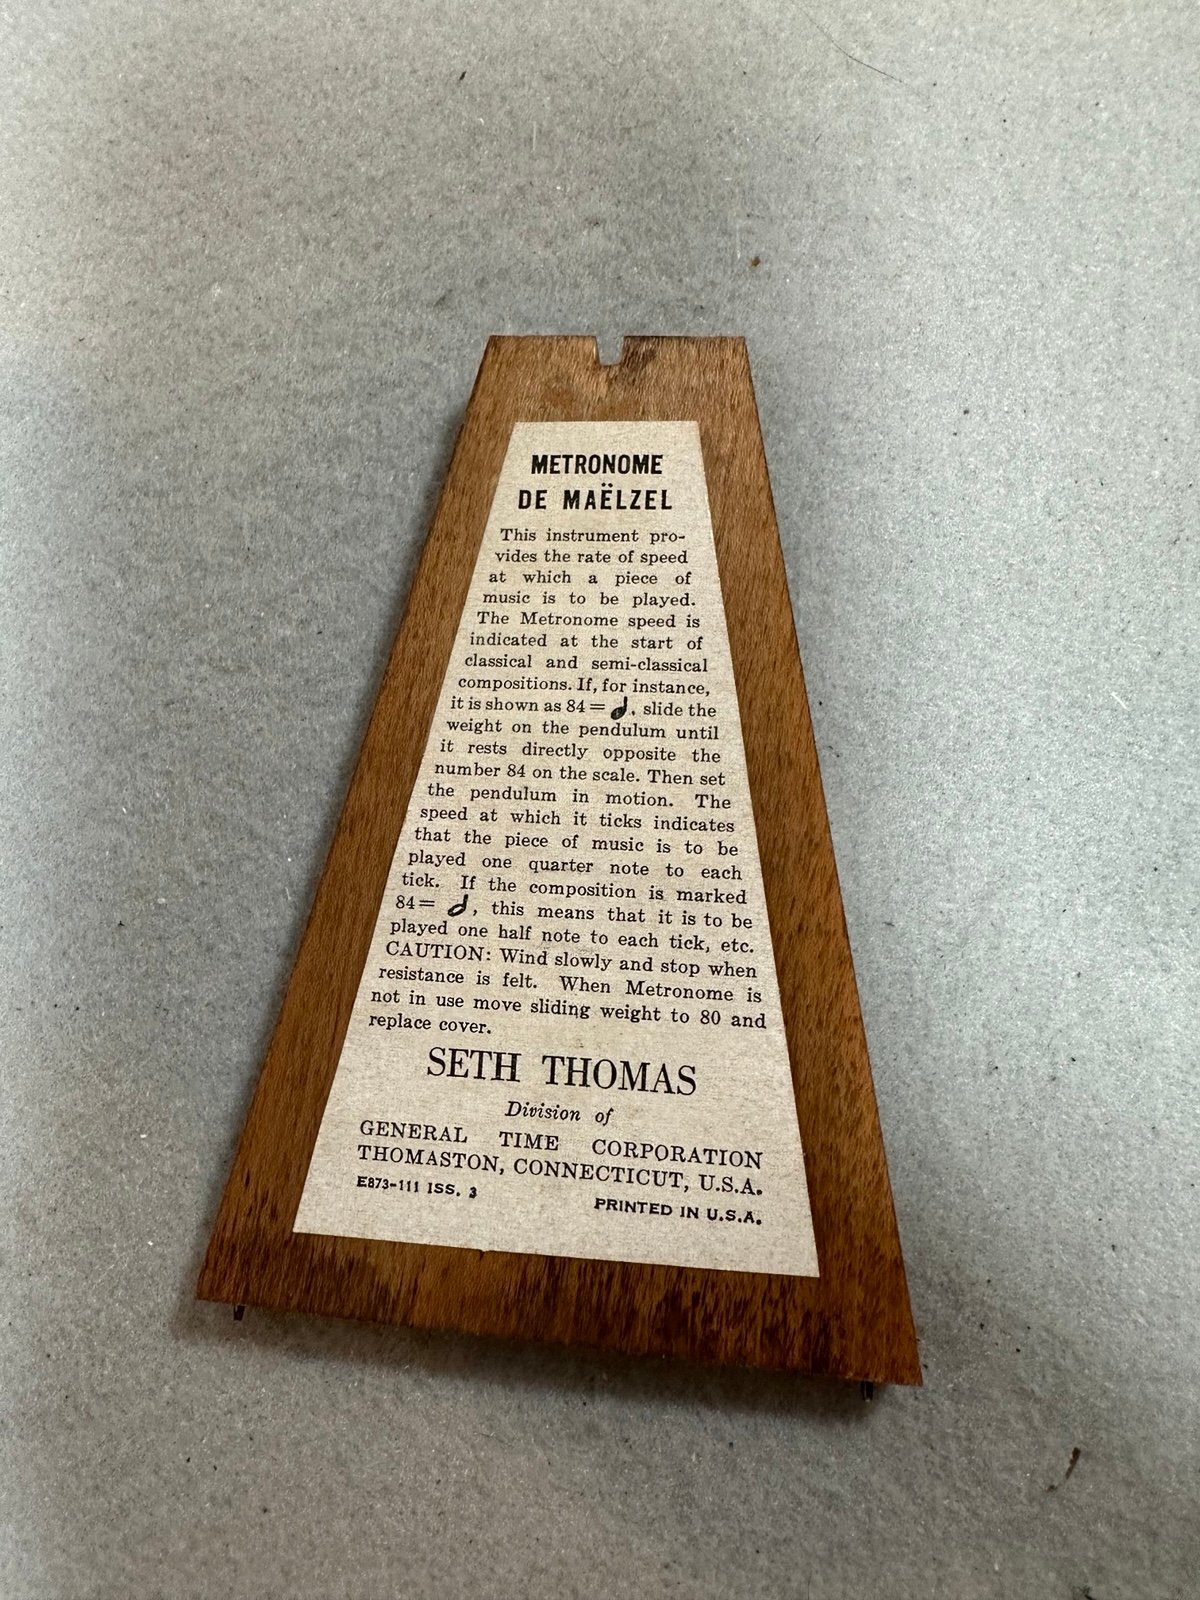 METRONOME
DE MAËLZEL
This instrument pro-
vides the rate of speed
at which a piece of
music is to be played.
The Metronome speed is
indicated at the start of
classical and semi-classical
compositions. If, for instance,
it is shown as 84 = ♩, slide the
weight on the pendulum until
it rests directly opposite the
number 84 on the scale. Then set
the pendulum in motion. The
speed at which it ticks indicates
that the piece of music is to be
played one quarter note to each
tick. If the composition is marked
84 = 𝅗𝅥, this means that it is to be
played one half note to each tick, etc.
CAUTION: Wind slowly and stop when
resistance is felt. When Metronome is
not in use move sliding weight to 80 and
replace cover.
SETH THOMAS
Division of
GENERAL TIME CORPORATION
THOMASTON, CONNECTICUT, U.S.A.
E873-111 ISS. 3
PRINTED IN U.S.A.